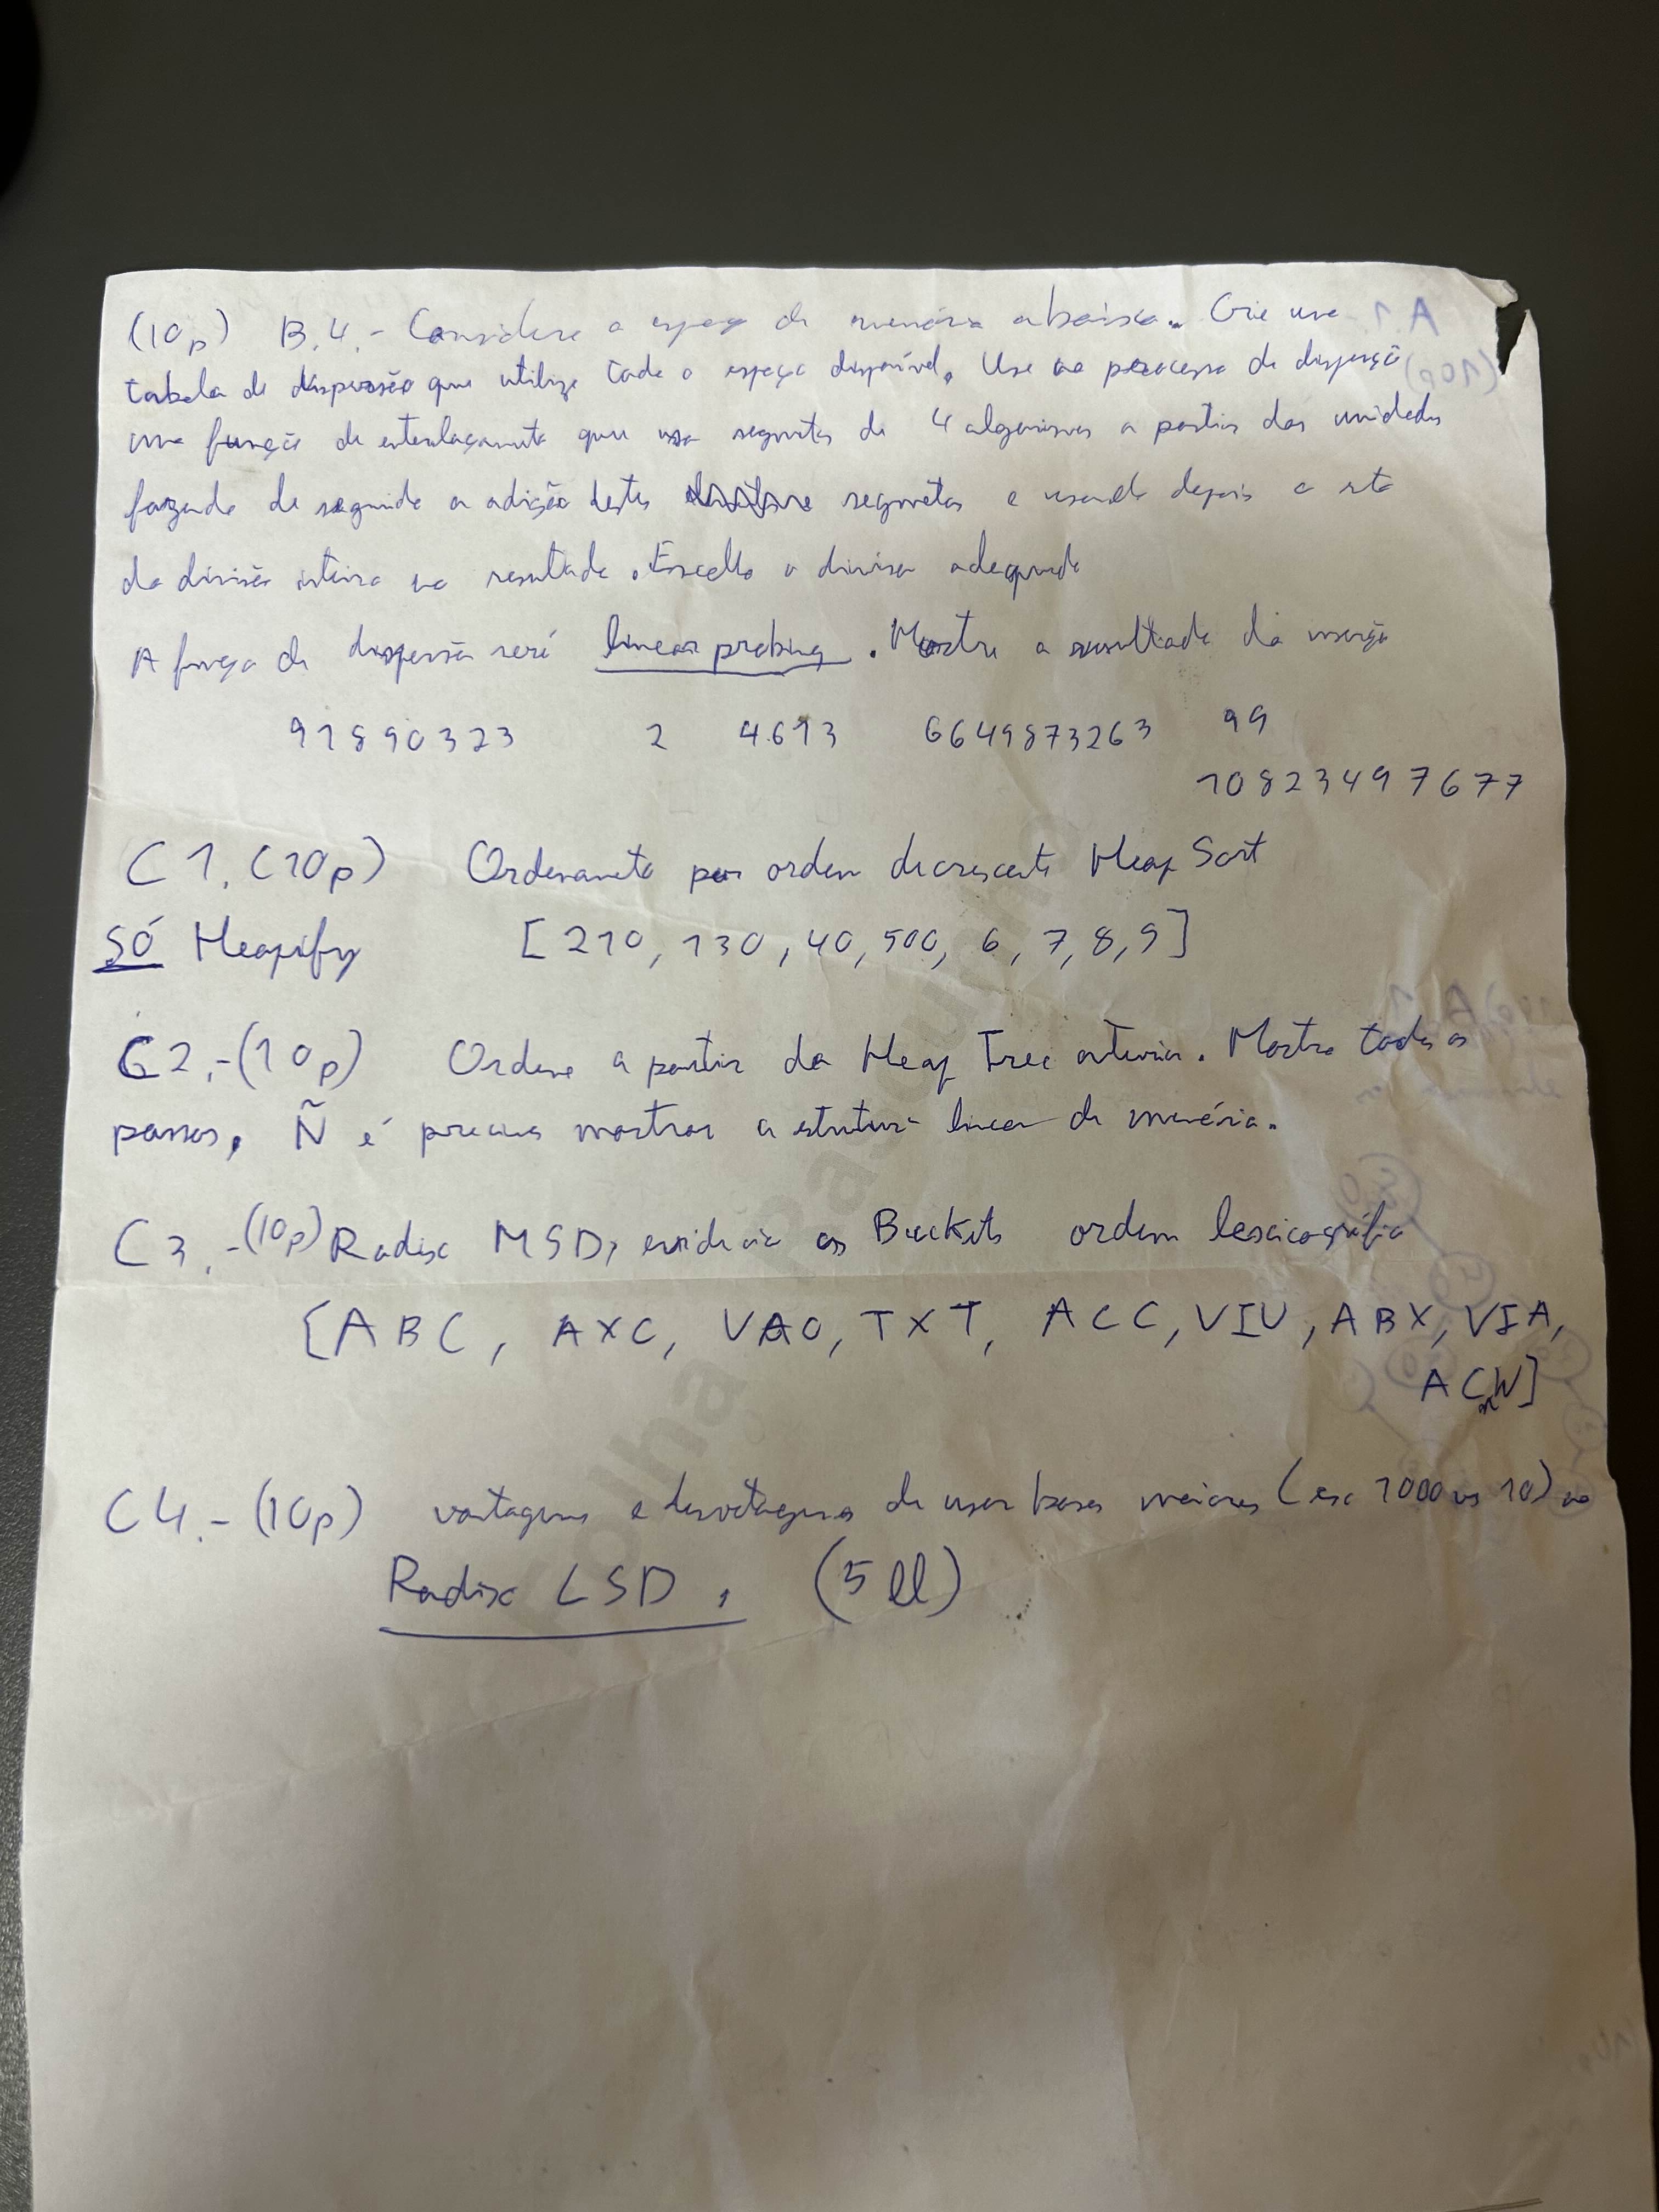 (10p) B.4.- Considere o espaço de memória abaixo. Crie uma
tabela de dispersão que utilize todo o espaço disponível. Use no processo de dispersão
uma função de entrelaçamento que usa segmentos de 4 algarismos a partir das unidades
fazendo de seguida a adição destes segmentos e usando depois o resto
da divisão inteira no resultado. Escolha o divisor adequado
A função de dispersão será linear probing. Mostre o resultado da inserção
91890323 2 4613 6649873263 99
10823497677
C1. (10p) Ordenamento por ordem decrescente Heap Sort
SÓ Heapify [210, 130, 40, 500, 6, 7, 8, 9]
C2.-(10p) Ordene a partir da Heap Tree anterior. Mostre todos os
passos. Ñ é preciso mostrar a estrutura linear de memória.
C3.-(10p) Radix MSD, evidencie os Buckets ordem lexicográfica
[ABC, AXC, VAO, TXT, ACC, VIU, ABX, VIA,
ACW]
C4.-(10p) vantagens e desvantagens de usar bases maiores (ex 1000 vs 10) no
Radix LSD. (5 ll)
Folha Rascunho